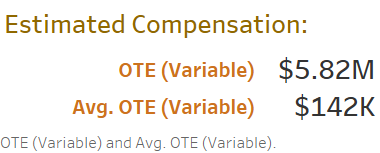 Estimated Compensation:
OTE (Variable) $5.82M
Avg. OTE (Variable) $142K
OTE (Variable) and Avg. OTE (Variable).